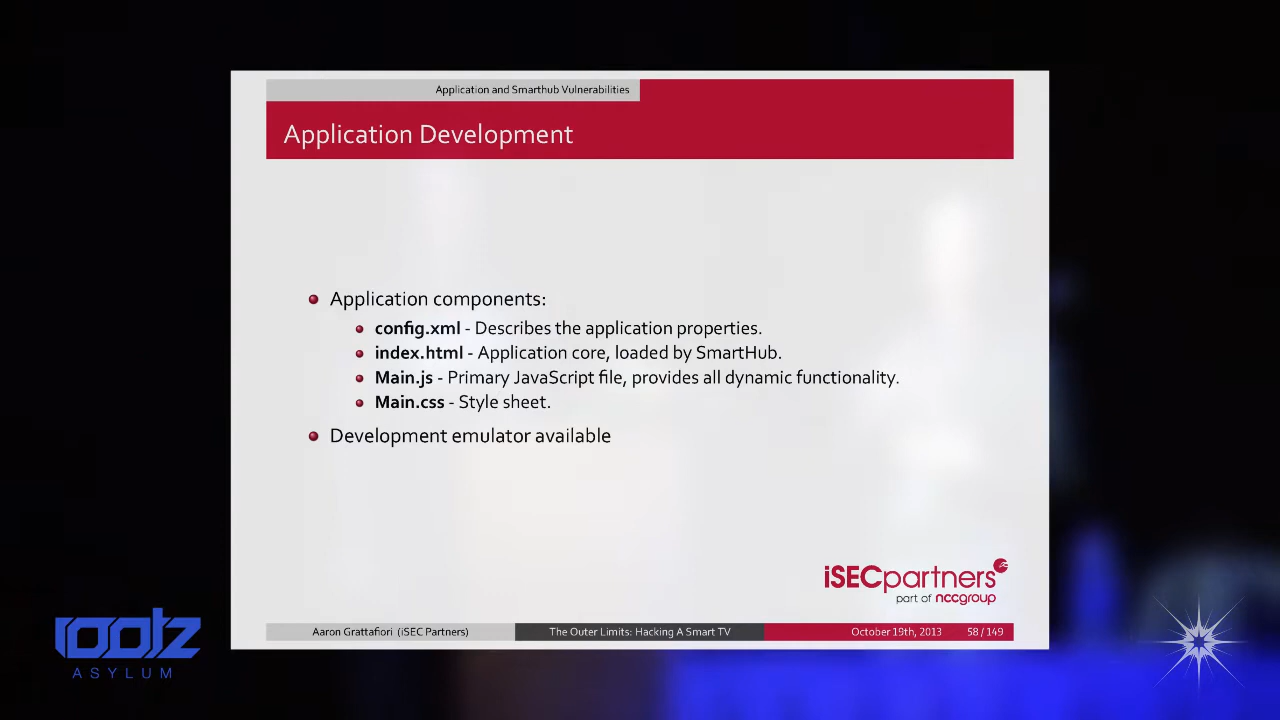 Application and Smarthub Vulnerabilities
Application Development
Application components:
config.xml - Describes the application properties.
index.html - Application core, loaded by SmartHub.
Main.js - Primary JavaScript file, provides all dynamic functionality.
Main.css - Style sheet.
Development emulator available
iSECpartners
part of nccgroup
Aaron Grattafiori (iSEC Partners) The Outer Limits: Hacking A Smart TV October 19th, 2013 58 / 149
rootz
ASYLUM